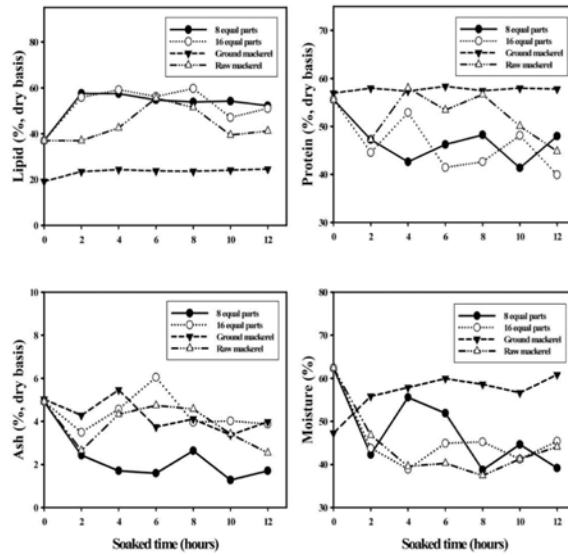 8 equal parts
16 equal parts
Ground mackerel
Raw mackerel
Lipid (%, dry basis)
80
60
40
20
0
0 2 4 6 8 10 12
8 equal parts
16 equal parts
Ground mackerel
Raw mackerel
Protein (%, dry basis)
70
60
50
40
30
0 2 4 6 8 10 12
8 equal parts
16 equal parts
Ground mackerel
Raw mackerel
Ash (%, dry basis)
10
8
6
4
2
0
0 2 4 6 8 10 12
Soaked time (hours)
8 equal parts
16 equal parts
Ground mackerel
Raw mackerel
Moisture (%)
80
70
60
50
40
30
0 2 4 6 8 10 12
Soaked time (hours)